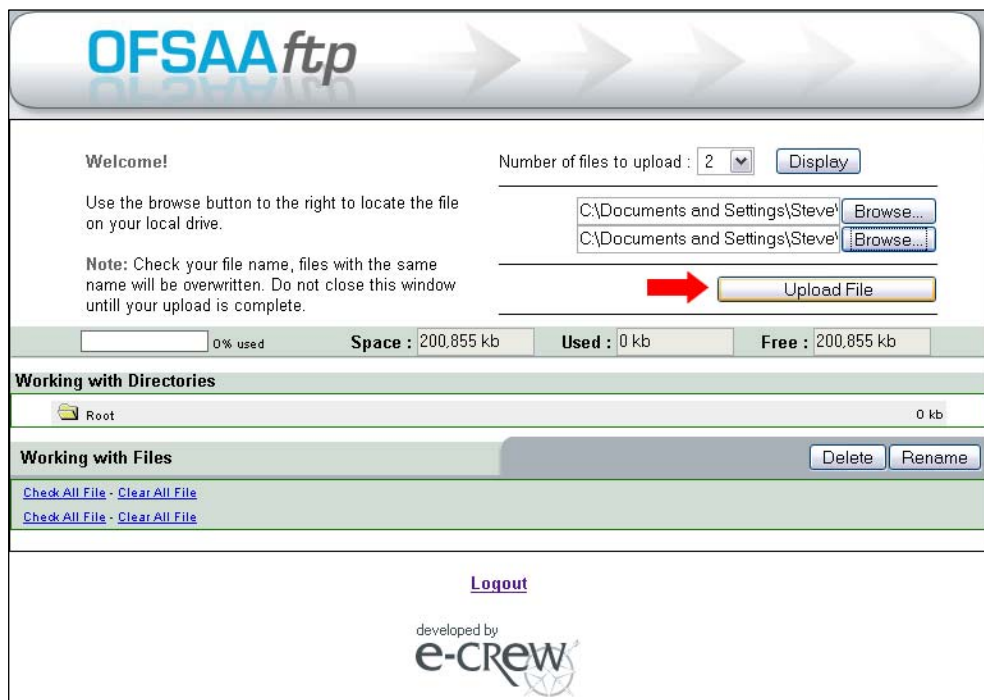 OFSAAftp
Welcome!
Use the browse button to the right to locate the file
on your local drive.
Note: Check your file name, files with the same
name will be overwritten. Do not close this window
untill your upload is complete.
Number of files to upload : 2 Display
C:\Documents and Settings\Steve\ Browse...
C:\Documents and Settings\Steve\ Browse...
Upload File
0% used Space : 200,855 kb Used : 0 kb Free : 200,855 kb
Working with Directories
Root 0 kb
Working with Files Delete Rename
Check All File - Clear All File
Check All File - Clear All File
Logout
developed by
e-CREW